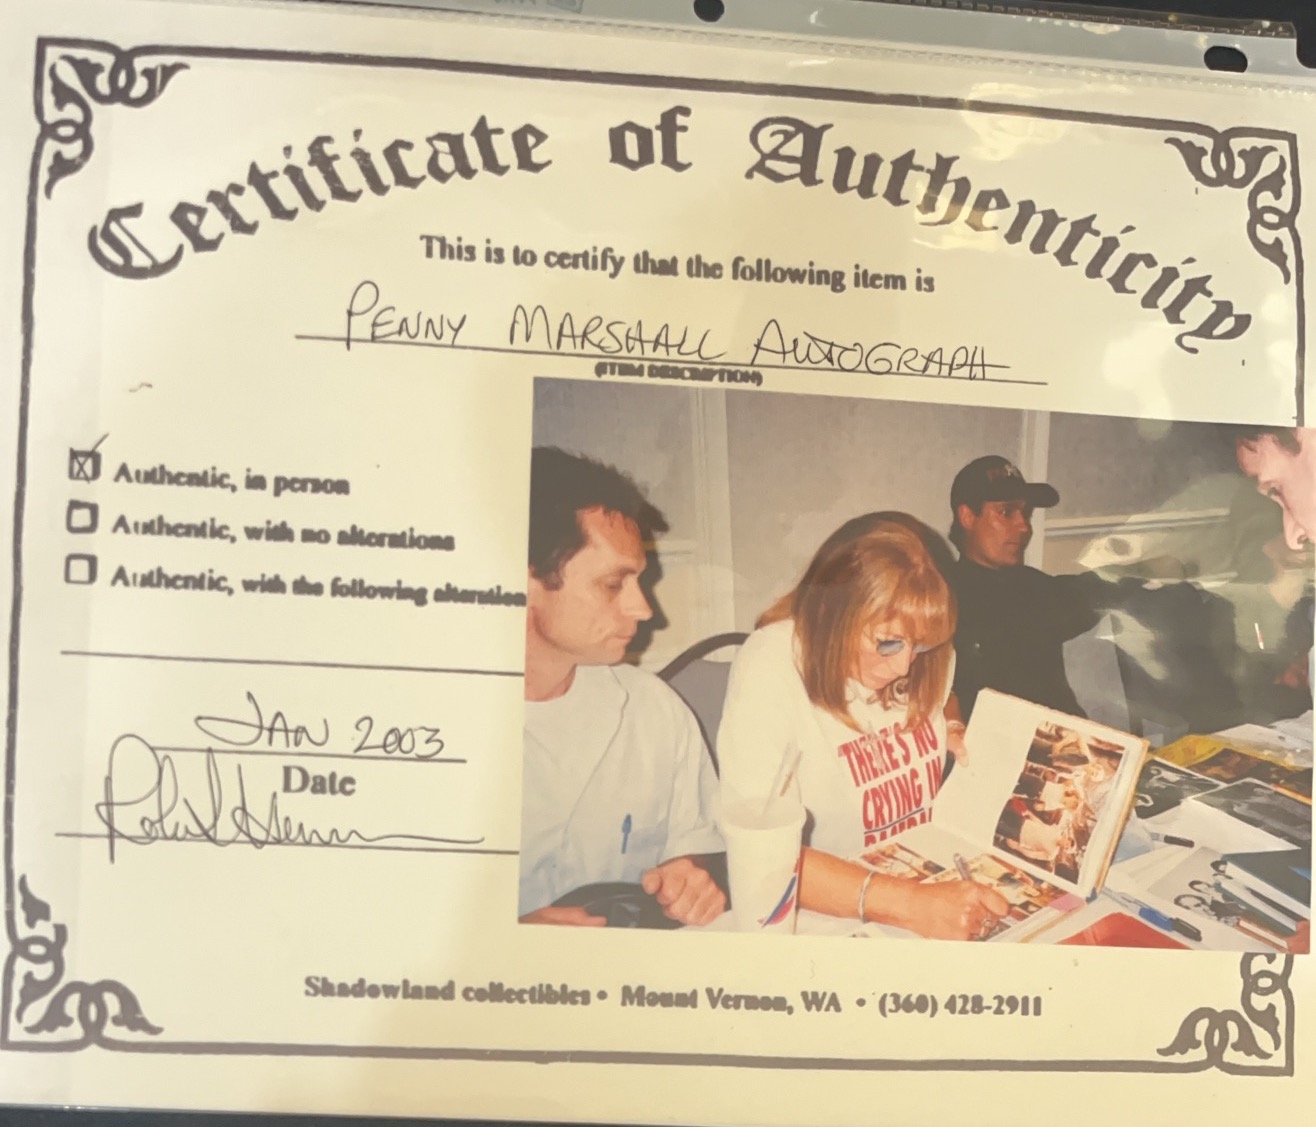 Certificate of Authenticity
This is to certify that the following item is
PENNY MARSHALL AUTOGRAPH
(ITEM DESCRIPTION)
Authentic, in person
Authentic, with no alterations
Authentic, with the following alteration
JAN 2003
Date
THERE'S NO
CRYING IN
Shadowland collectibles • Mount Vernon, WA • (360) 428-2911